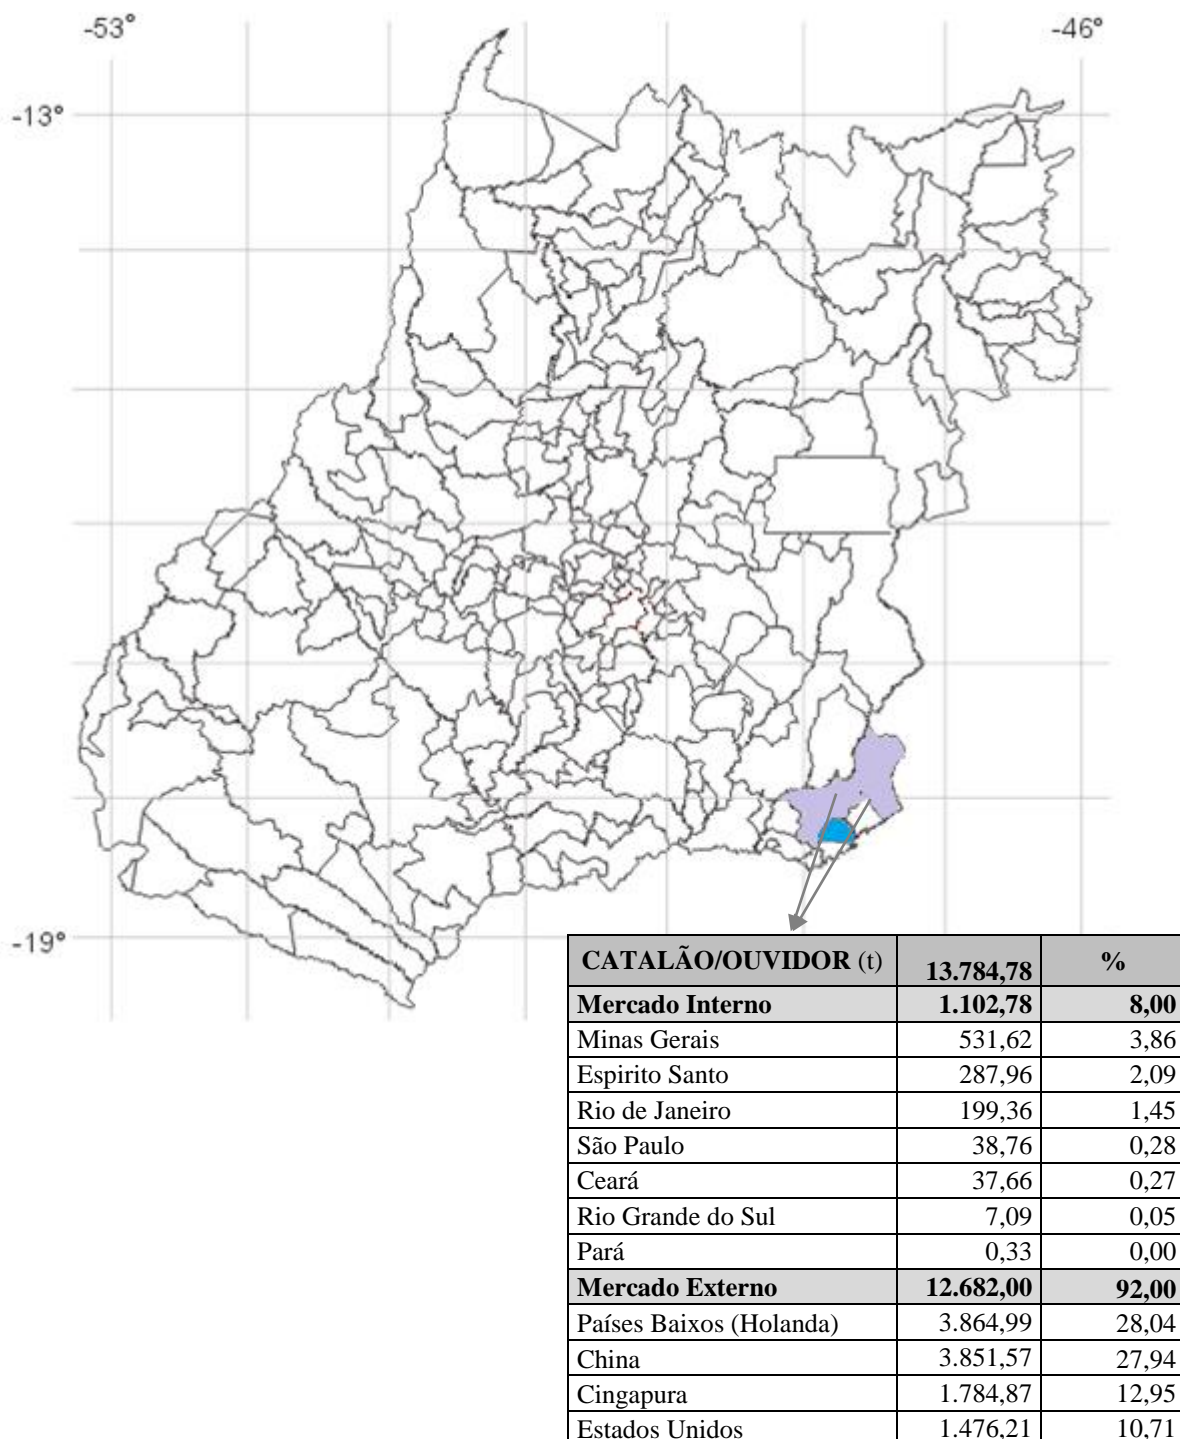 -53°
-46°
-13°
-19°
CATALÃO/OUVIDOR (t) 13.784,78 %
Mercado Interno 1.102,78 8,00
Minas Gerais 531,62 3,86
Espirito Santo 287,96 2,09
Rio de Janeiro 199,36 1,45
São Paulo 38,76 0,28
Ceará 37,66 0,27
Rio Grande do Sul 7,09 0,05
Pará 0,33 0,00
Mercado Externo 12.682,00 92,00
Países Baixos (Holanda) 3.864,99 28,04
China 3.851,57 27,94
Cingapura 1.784,87 12,95
Estados Unidos 1.476,21 10,71